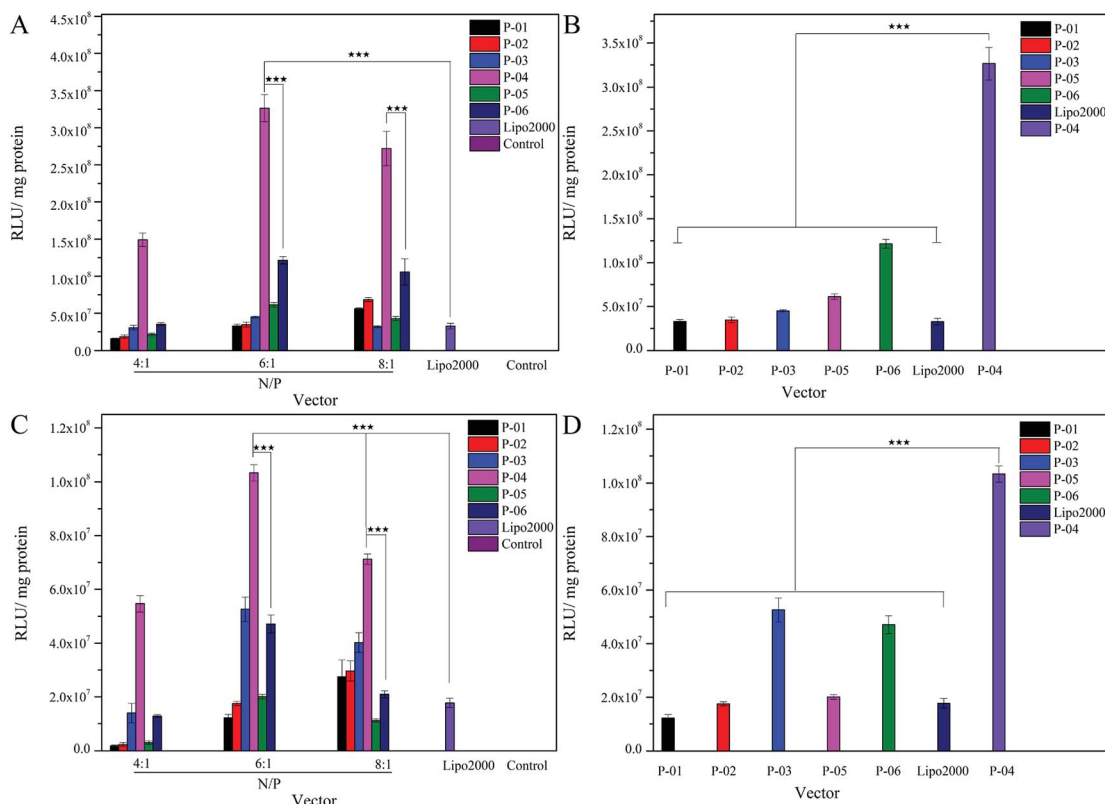 A
RLU/ mg protein
4.5x10⁸
4.0x10⁸
3.5x10⁸
3.0x10⁸
2.5x10⁸
2.0x10⁸
1.5x10⁸
1.0x10⁸
5.0x10⁷
0.0
★★★
★★★
★★★
P-01
P-02
P-03
P-04
P-05
P-06
Lipo2000
Control
4:1 6:1 8:1 Lipo2000 Control
N/P
Vector
B
RLU/ mg protein
3.5x10⁸
3.0x10⁸
2.5x10⁸
2.0x10⁸
1.5x10⁸
1.0x10⁸
5.0x10⁷
0.0
★★★
P-01
P-02
P-03
P-05
P-06
Lipo2000
P-04
P-01 P-02 P-03 P-05 P-06 Lipo2000 P-04
Vector
C
RLU/ mg protein
1.2x10⁸
1.0x10⁸
8.0x10⁷
6.0x10⁷
4.0x10⁷
2.0x10⁷
0.0
★★★
★★★
★★★
P-01
P-02
P-03
P-04
P-05
P-06
Lipo2000
Control
4:1 6:1 8:1 Lipo2000 Control
N/P
Vector
D
RLU/ mg protein
1.2x10⁸
1.0x10⁸
8.0x10⁷
6.0x10⁷
4.0x10⁷
2.0x10⁷
0.0
★★★
P-01
P-02
P-03
P-05
P-06
Lipo2000
P-04
P-01 P-02 P-03 P-05 P-06 Lipo2000 P-04
Vector